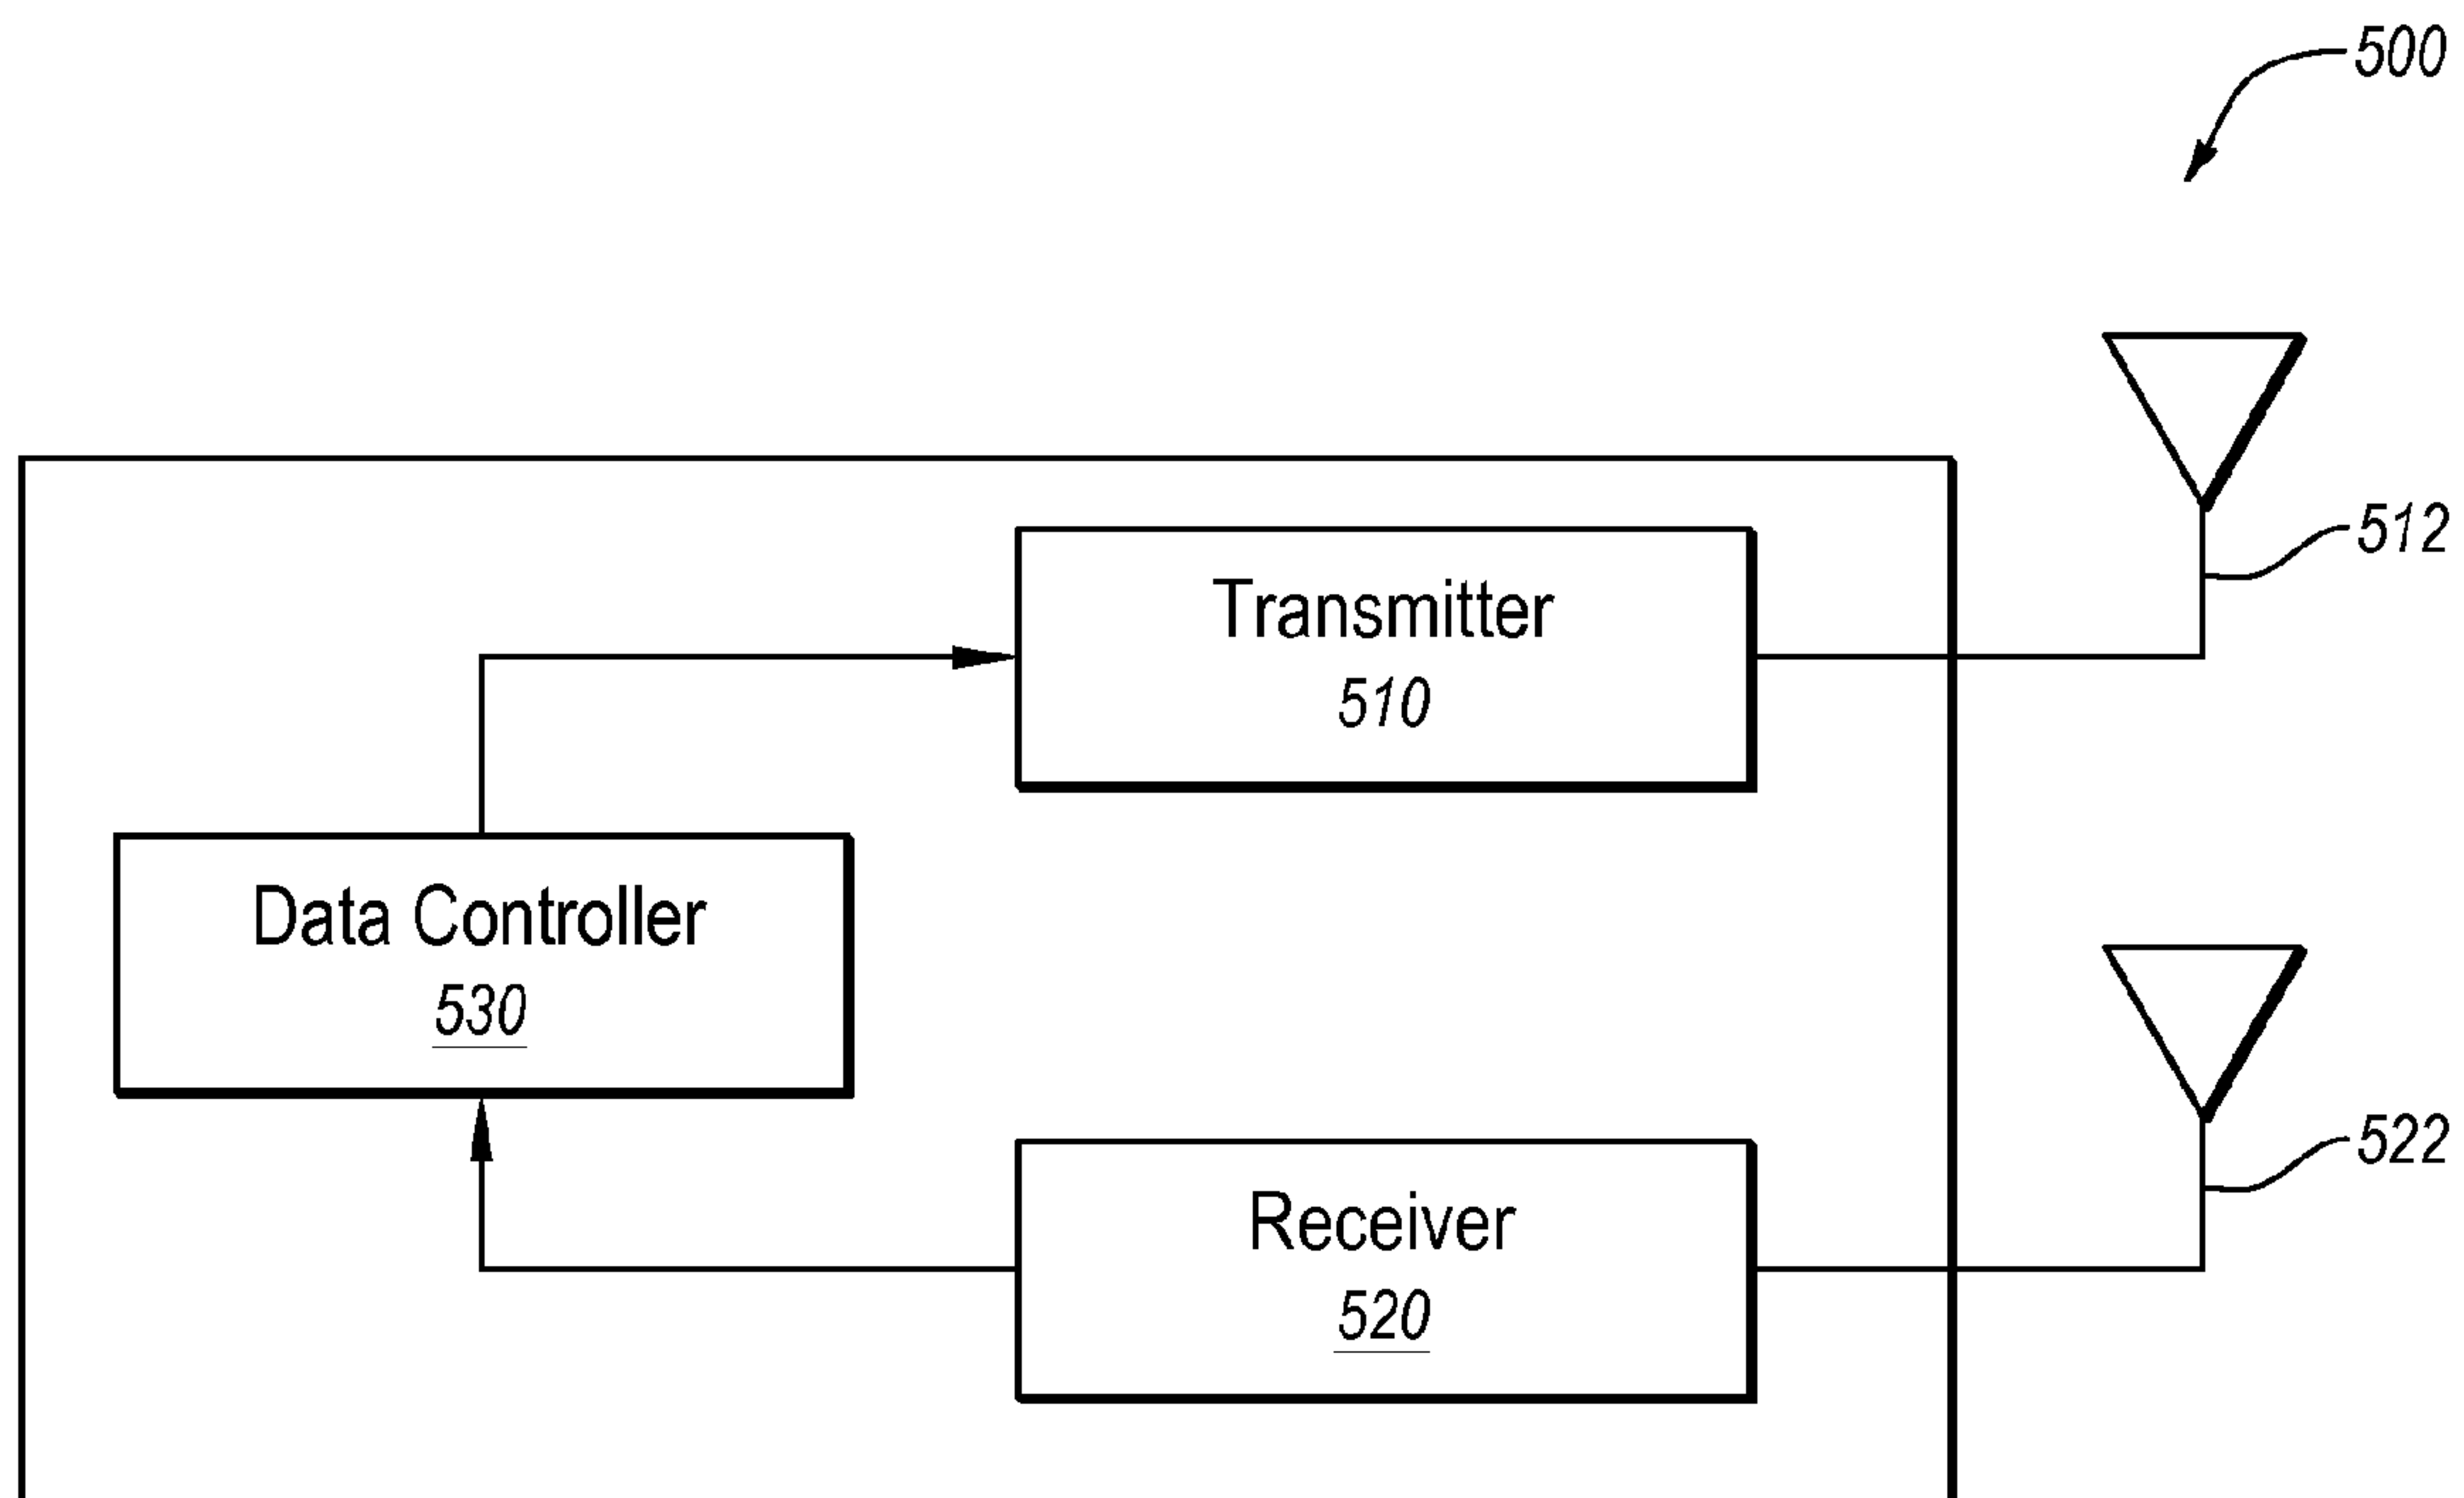 500
512
Transmitter
510
Data Controller
530
522
Receiver
520